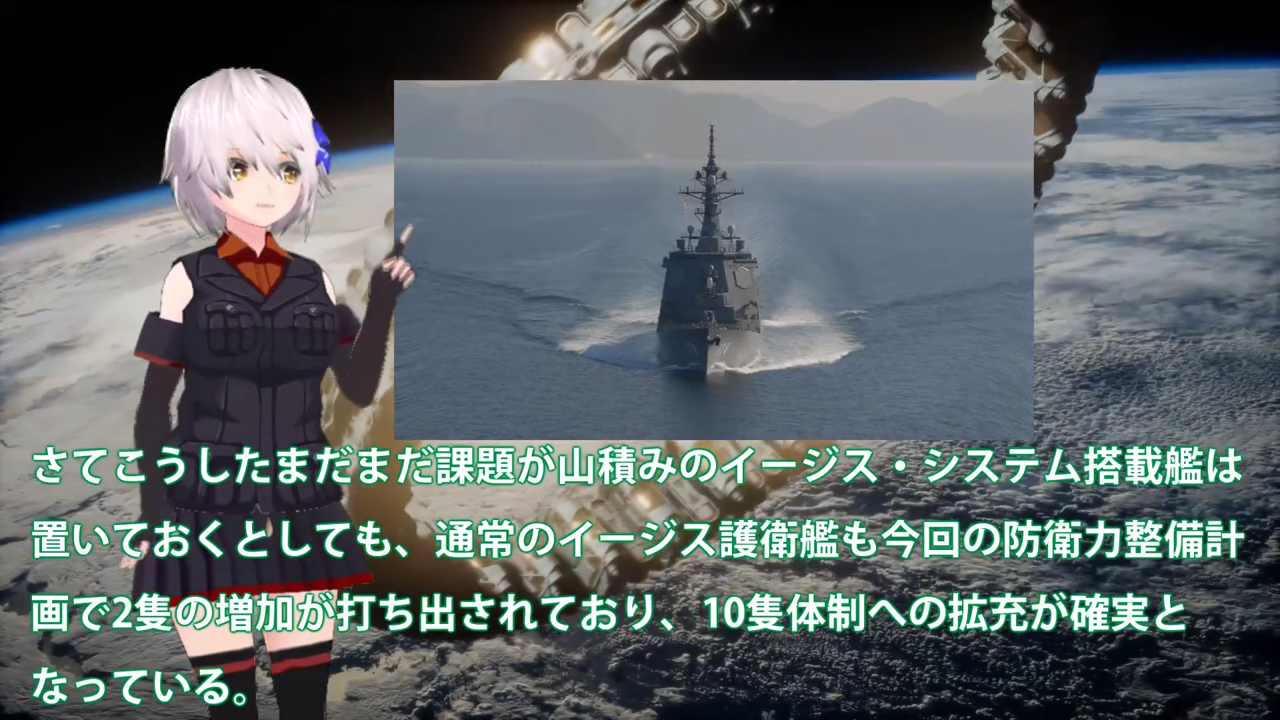 さてこうしたまだまだ課題が山積みのイージス・システム搭載艦は
置いておくとしても、通常のイージス護衛艦も今回の防衛力整備計
画で2隻の増加が打ち出されており、10隻体制への拡充が確実と
なっている。